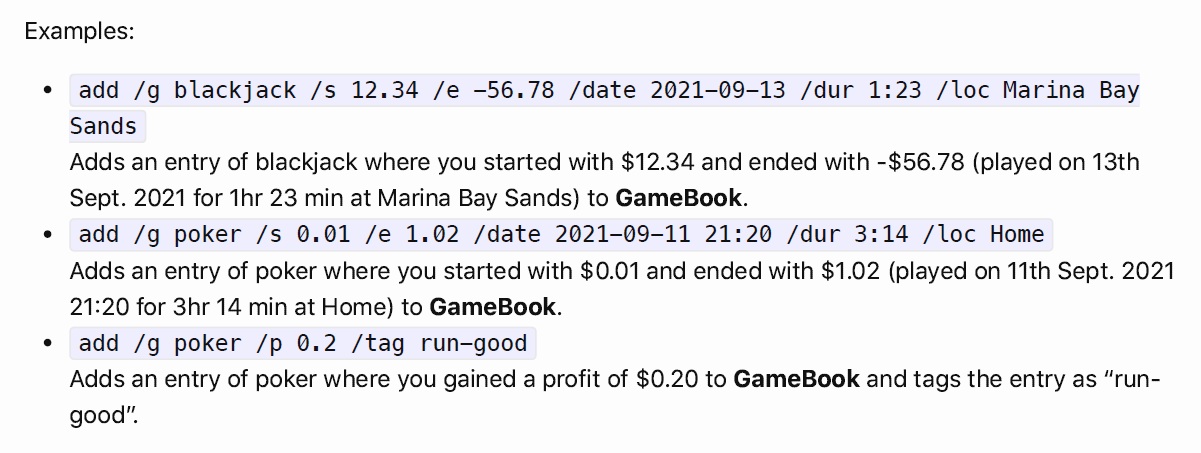 Examples:
• add /g blackjack /s 12.34 /e -56.78 /date 2021-09-13 /dur 1:23 /loc Marina Bay
Sands
Adds an entry of blackjack where you started with $12.34 and ended with -$56.78 (played on 13th
Sept. 2021 for 1hr 23 min at Marina Bay Sands) to GameBook.
• add /g poker /s 0.01 /e 1.02 /date 2021-09-11 21:20 /dur 3:14 /loc Home
Adds an entry of poker where you started with $0.01 and ended with $1.02 (played on 11th Sept. 2021
21:20 for 3hr 14 min at Home) to GameBook.
• add /g poker /p 0.2 /tag run-good
Adds an entry of poker where you gained a profit of $0.20 to GameBook and tags the entry as “run-
good”.